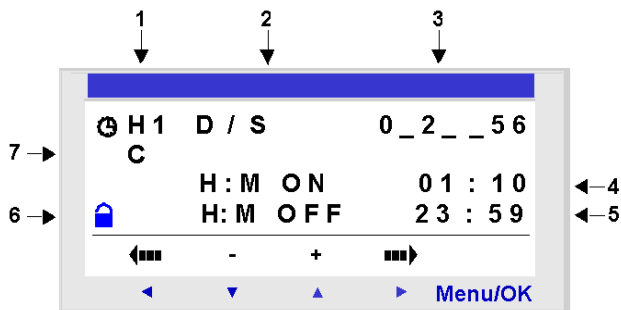 1 2 3
H1 D / S 0_2__56
7 C
H:M ON 01 : 10 4
6 H:M OFF 23 : 59 5
- +
Menu/OK